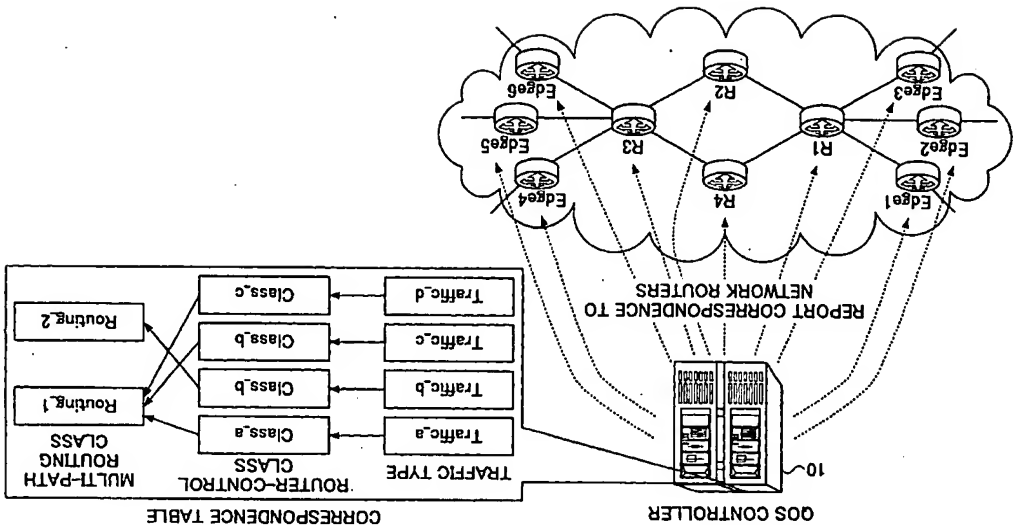 QOS CONTROLLER
10
REPORT CORRESPONDENCE TO
NETWORK ROUTERS
CORRESPONDENCE TABLE
TRAFFIC TYPE
ROUTER-CONTROL
CLASS
MULTI-PATH
ROUTING
CLASS
Traffic_a
Class_a
Routing_1
Traffic_b
Class_b
Traffic_c
Class_b
Routing_2
Traffic_d
Class_c
Edge1
R4
Edge4
Edge2
R1
R3
Edge5
Edge3
R2
Edge6